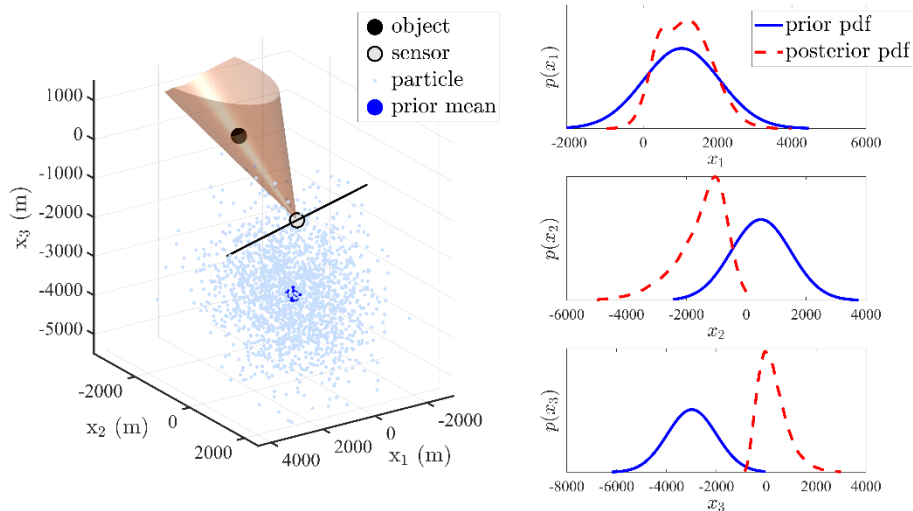 object
sensor
particle
prior mean
1000
0
-1000
-2000
-3000
-4000
-5000
x₃ (m)
-2000
0
2000
x₂ (m)
4000
2000
0
-2000
x₁ (m)
prior pdf
posterior pdf
p(x₁)
-2000 0 2000 4000 6000
x₁
p(x₂)
-6000 -4000 -2000 0 2000 4000
x₂
p(x₃)
-8000 -6000 -4000 -2000 0 2000 4000
x₃